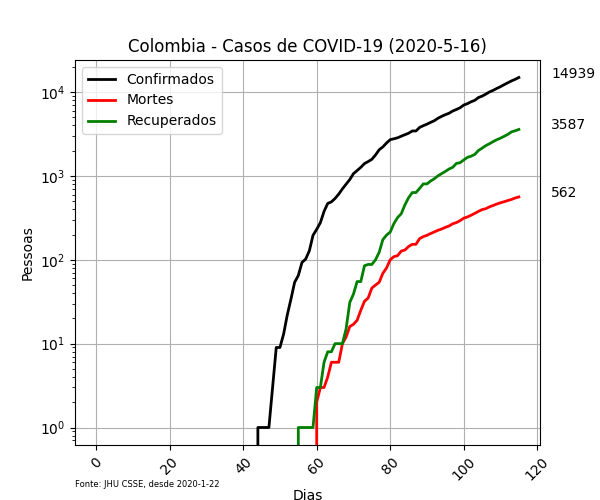 Colombia - Casos de COVID-19 (2020-5-16)
Confirmados
Mortes
Recuperados
14939
3587
562
Pessoas
10⁴
10³
10²
10¹
10⁰
0 20 40 60 80 100 120
Dias
Fonte: JHU CSSE, desde 2020-1-22